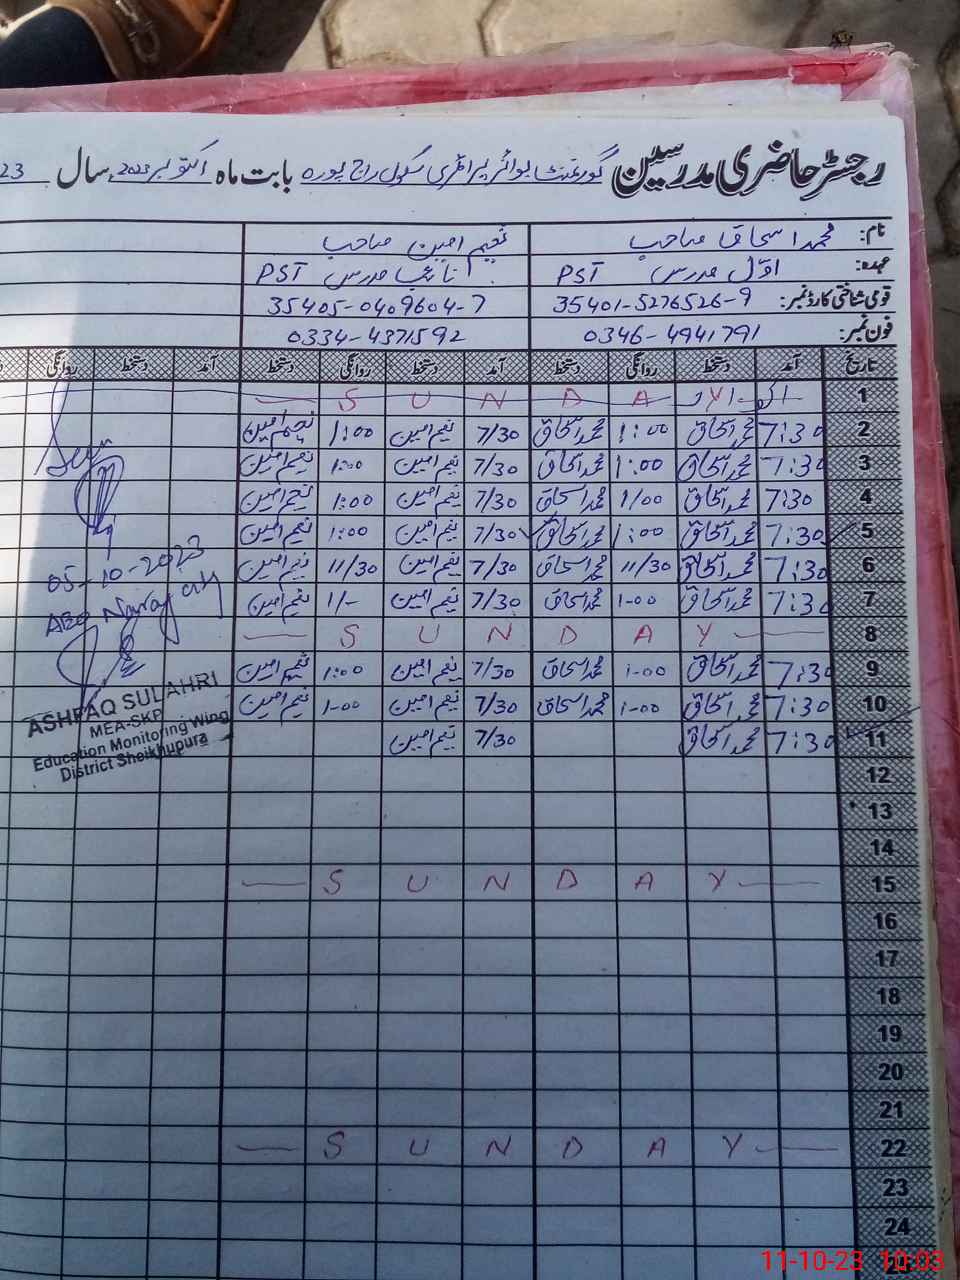 رجسٹر حاضری مدرسین گورنمنٹ بوائز پرائمری سکول راج پورہ بابت ماہ اکتوبر 2023 سال 23
نام: محمد اسحاق صاحب نعیم امین صاحب
عہدہ: اوّل مدرس PST نائب مدرس PST
قومی شناختی کارڈ نمبر: 35401-5276526-9 35405-0409604-7
فون نمبر: 0346-4941791 0334-4371592
تاریخ آمد دستخط روانگی دستخط آمد دستخط روانگی دستخط آمد دستخط روانگی
1 S U N D A Y
2 7:30 محمد اسحاق 1:00 محمد اسحاق 7/30 نعیم امین 1:00 نعیم امین
3 7:30 محمد اسحاق 1:00 محمد اسحاق 7/30 نعیم امین 1:00 نعیم امین
4 7:30 محمد اسحاق 1/00 محمد اسحاق 7/30 نعیم امین 1:00 نعیم امین
5 7:30 محمد اسحاق 1:00 محمد اسحاق 7/30 نعیم امین 1:00 نعیم امین
6 7:30 محمد اسحاق 11/30 محمد اسحاق 7/30 نعیم امین 11/30 نعیم امین
7 7:30 محمد اسحاق 1-00 محمد اسحاق 7/30 نعیم امین 1/- نعیم امین
8 S U N D A Y
9 7:30 محمد اسحاق 1-00 محمد اسحاق 7/30 نعیم امین 1:00 نعیم امین
10 7:30 محمد اسحاق 1-00 محمد اسحاق 7/30 نعیم امین 1-00 نعیم امین
11 7:30 محمد اسحاق 7/30 نعیم امین
12
13
14
15 S U N D A Y
16
17
18
19
20
21
22 S U N D A Y
23
24
05-10-2023
ASHFAQ SULAHRI
MEA-SKP
Education Monitoring Wing
District Sheikhupura
11-10-23 10:03